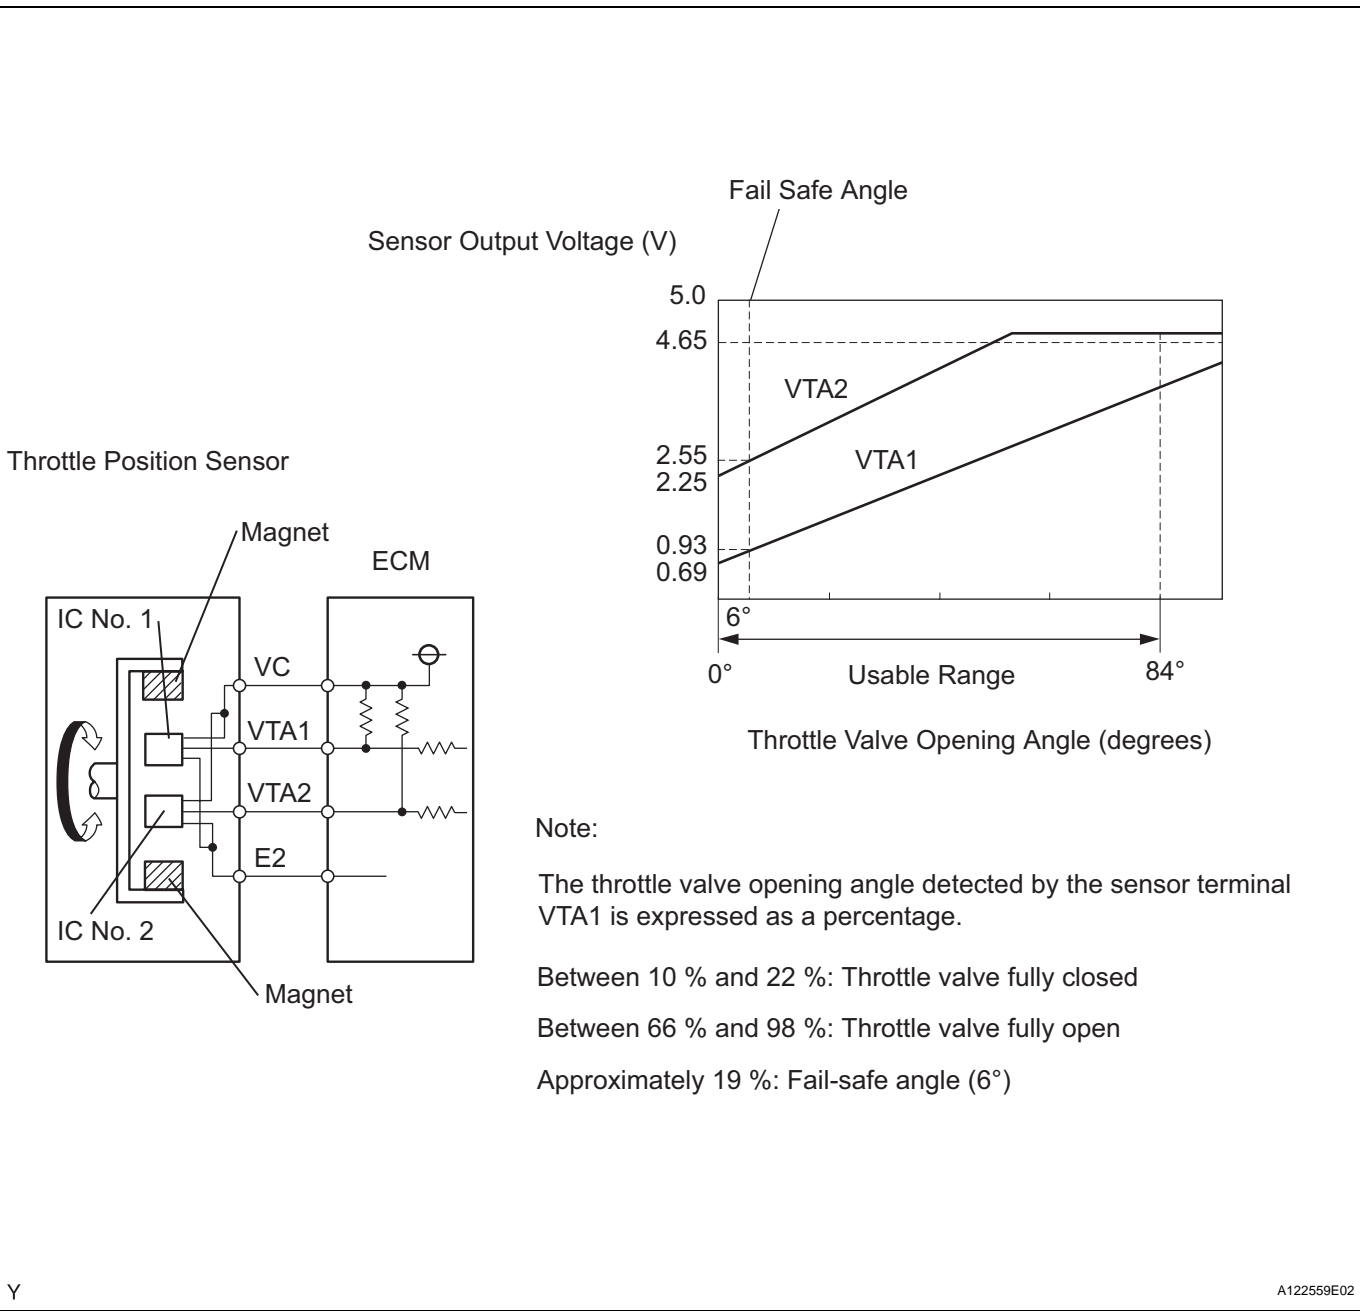 Fail Safe Angle
Sensor Output Voltage (V)
5.0
4.65
VTA2
2.55
VTA1
2.25
0.93
0.69
6°
0°
Usable Range
84°
Throttle Valve Opening Angle (degrees)
Throttle Position Sensor
Magnet
ECM
IC No. 1
VC
VTA1
VTA2
E2
IC No. 2
Magnet
Note:
The throttle valve opening angle detected by the sensor terminal
VTA1 is expressed as a percentage.
Between 10 % and 22 %: Throttle valve fully closed
Between 66 % and 98 %: Throttle valve fully open
Approximately 19 %: Fail-safe angle (6°)
Y
A122559E02